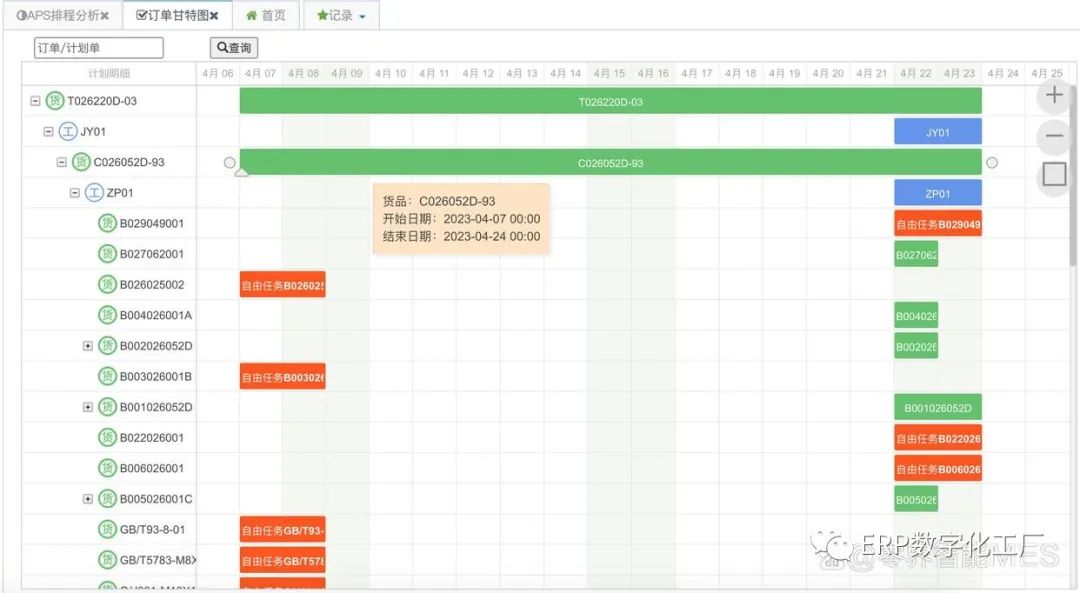 APS排程分析 订单甘特图 首页 记录
订单/计划单 查询
计划明细 4月 06 4月 07 4月 08 4月 09 4月 10 4月 11 4月 12 4月 13 4月 14 4月 15 4月 16 4月 17 4月 18 4月 19 4月 20 4月 21 4月 22 4月 23 4月 24 4月 25
货 T026220D-03 T026220D-03
工 JY01 JY01
货 C026052D-93 C026052D-93
工 ZP01 ZP01
货品：C026052D-93
开始日期：2023-04-07 00:00
结束日期：2023-04-24 00:00
货 B029049001 自由任务B029049
货 B027062001 B027062
货 B026025002 自由任务B026025
货 B004026001A B004026
货 B002026052D B002026
货 B003026001B 自由任务B003026
货 B001026052D B001026052D
货 B022026001 自由任务B022026
货 B006026001 自由任务B006026
货 B005026001C B005026
货 GB/T93-8-01 自由任务GB/T93-
货 GB/T5783-M8X 自由任务GB/T578
ERP数字化工厂